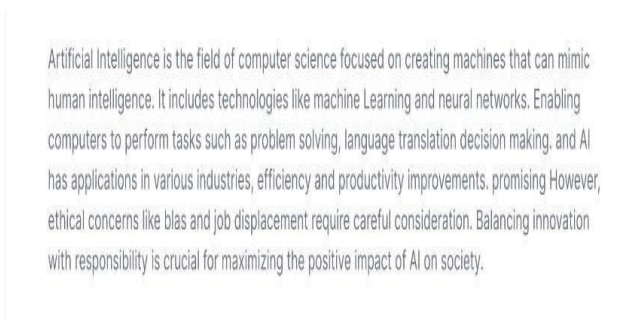 Artificial Intelligence is the field of computer science focused on creating machines that can mimic
human intelligence. It includes technologies like machine Learning and neural networks. Enabling
computers to perform tasks such as problem solving, language translation decision making. and AI
has applications in various industries, efficiency and productivity improvements. promising However,
ethical concerns like blas and job displacement require careful consideration. Balancing innovation
with responsibility is crucial for maximizing the positive impact of AI on society.